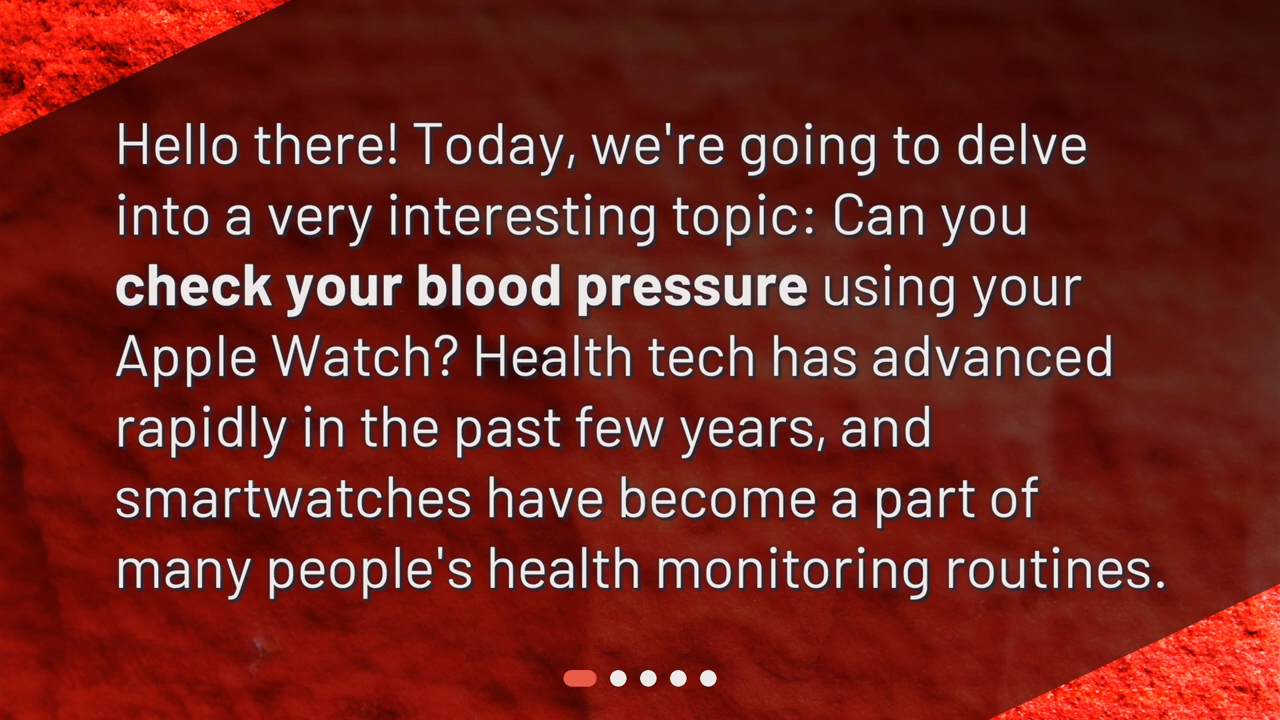 Hello there! Today, we're going to delve
into a very interesting topic: Can you
check your blood pressure using your
Apple Watch? Health tech has advanced
rapidly in the past few years, and
smartwatches have become a part of
many people's health monitoring routines.